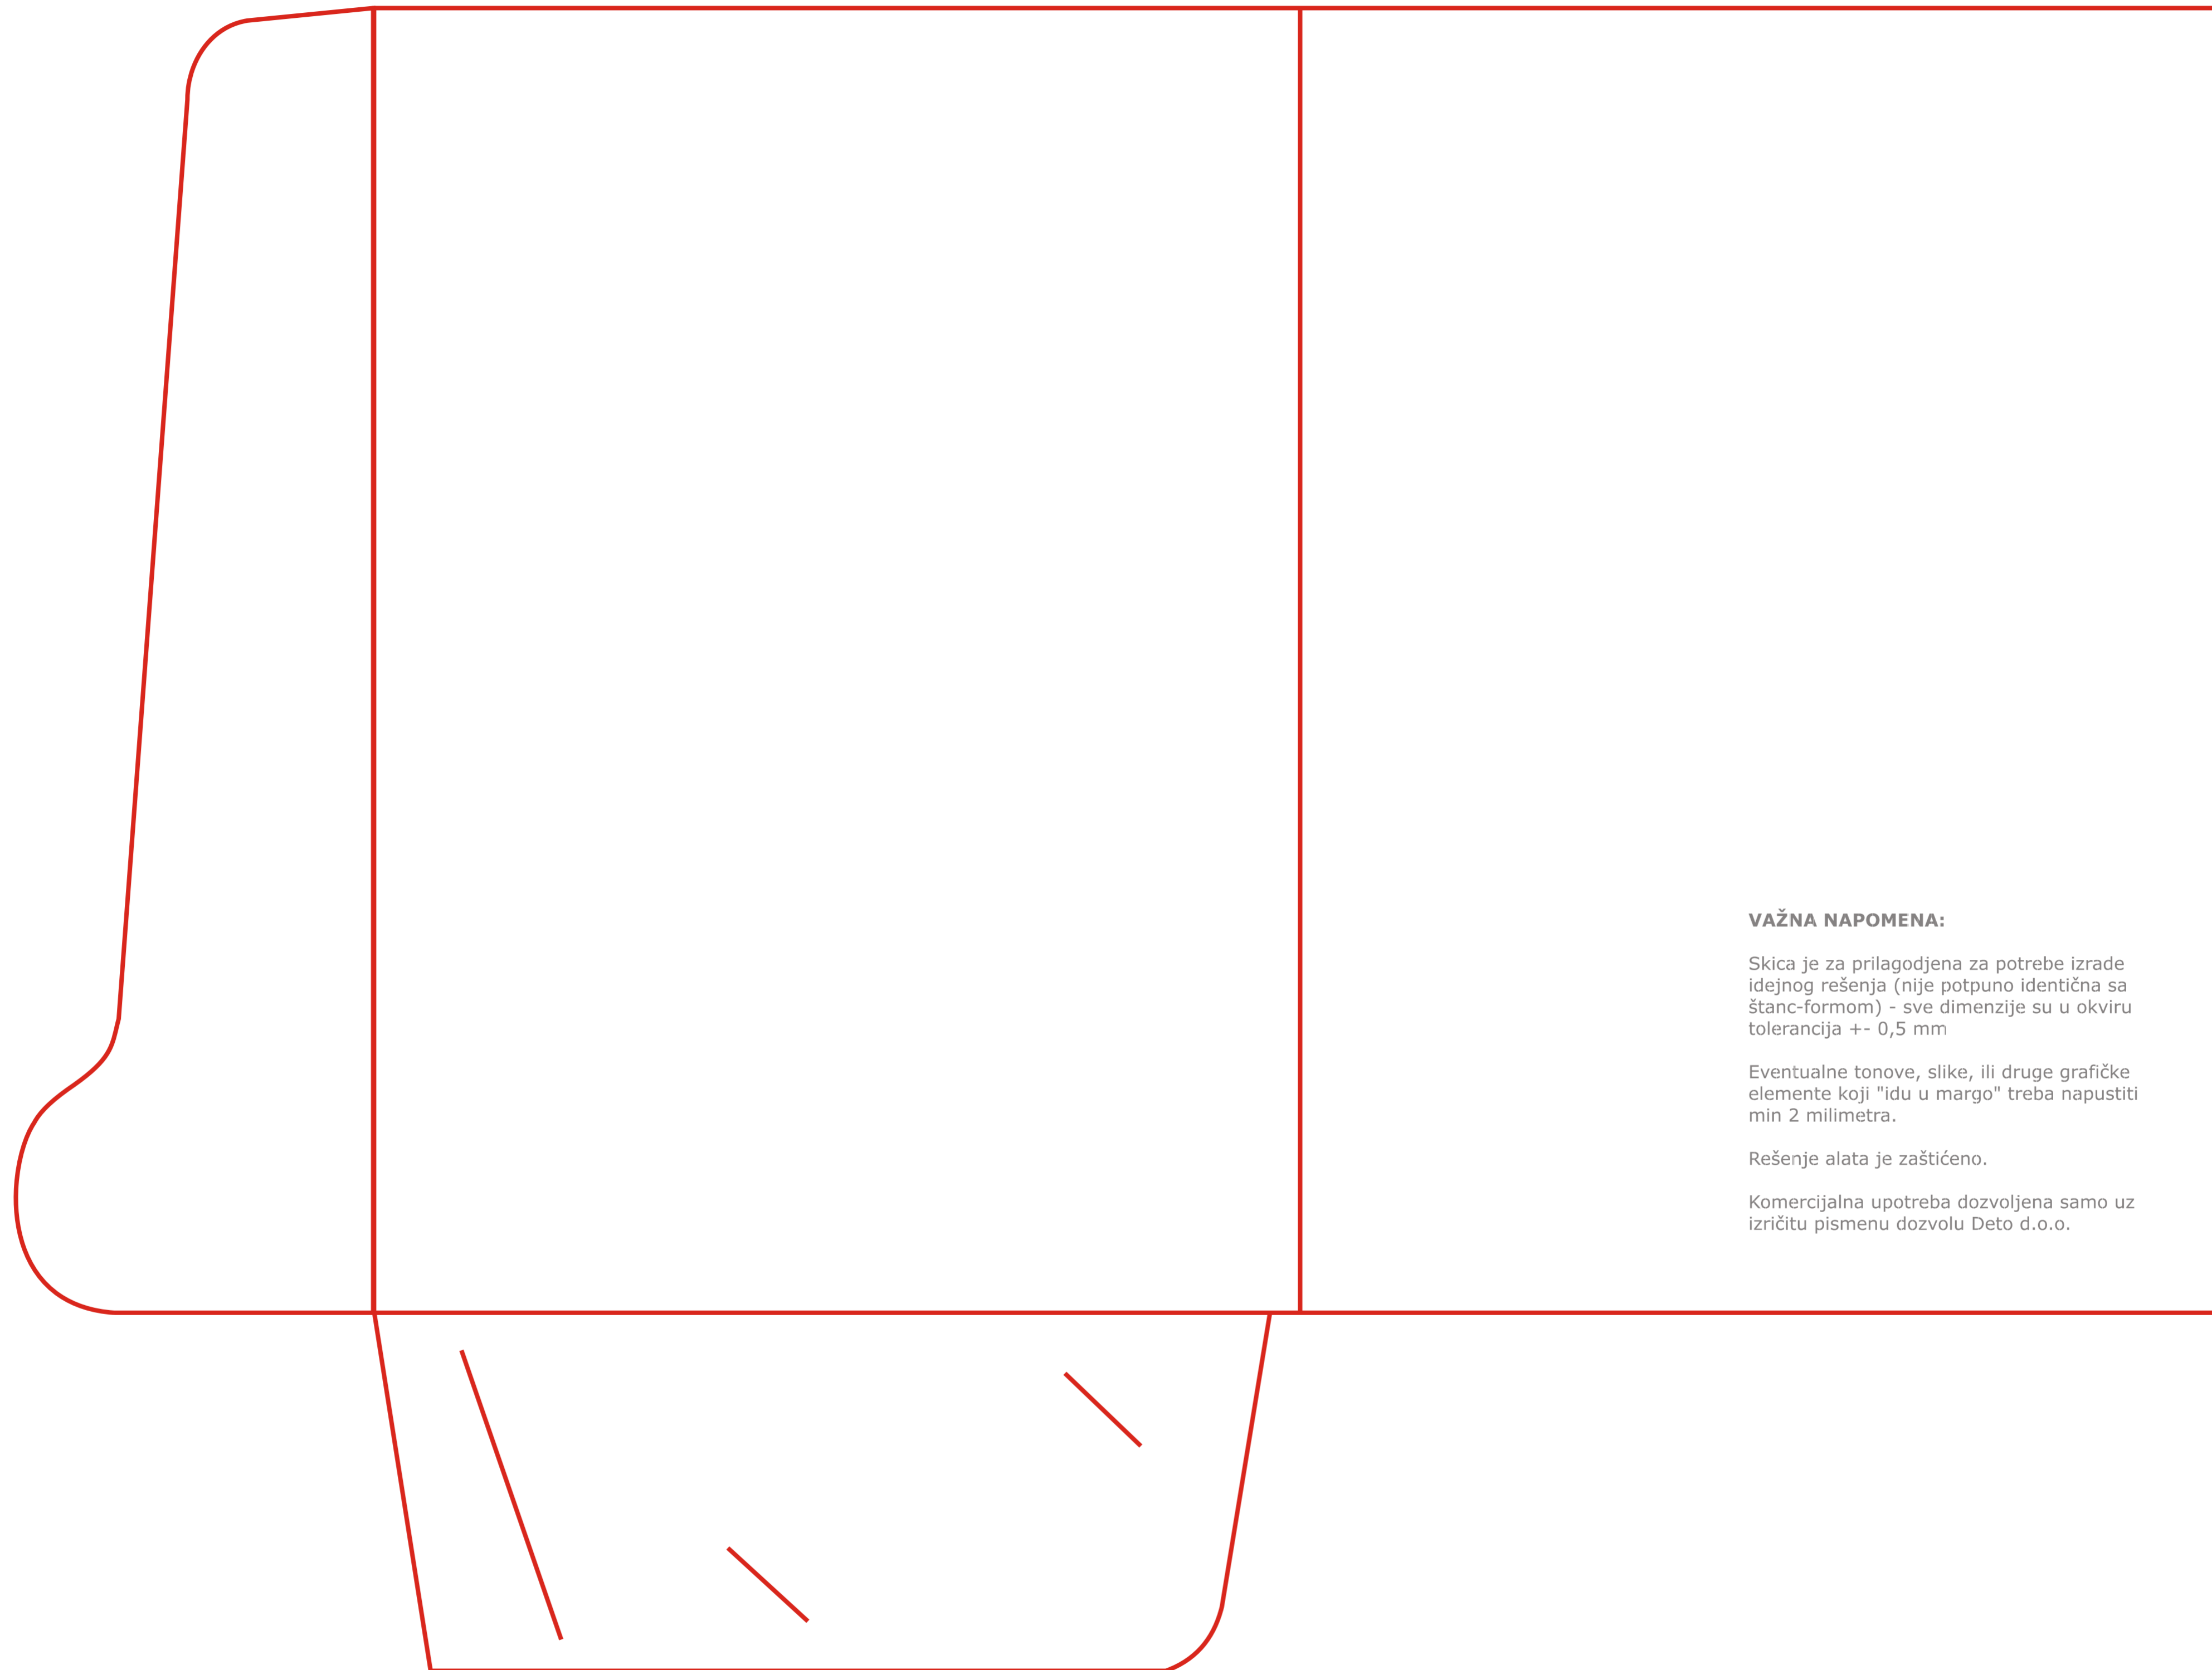 VAŽNA NAPOMENA:
Skica je za prilagodjena za potrebe izrade
idejnog rešenja (nije potpuno identična sa
štanc-formom) - sve dimenzije su u okviru
tolerancija +- 0,5 mm
Eventualne tonove, slike, ili druge grafičke
elemente koji "idu u margo" treba napustiti
min 2 milimetra.
Rešenje alata je zaštićeno.
Komercijalna upotreba dozvoljena samo uz
izričitu pismenu dozvolu Deto d.o.o.